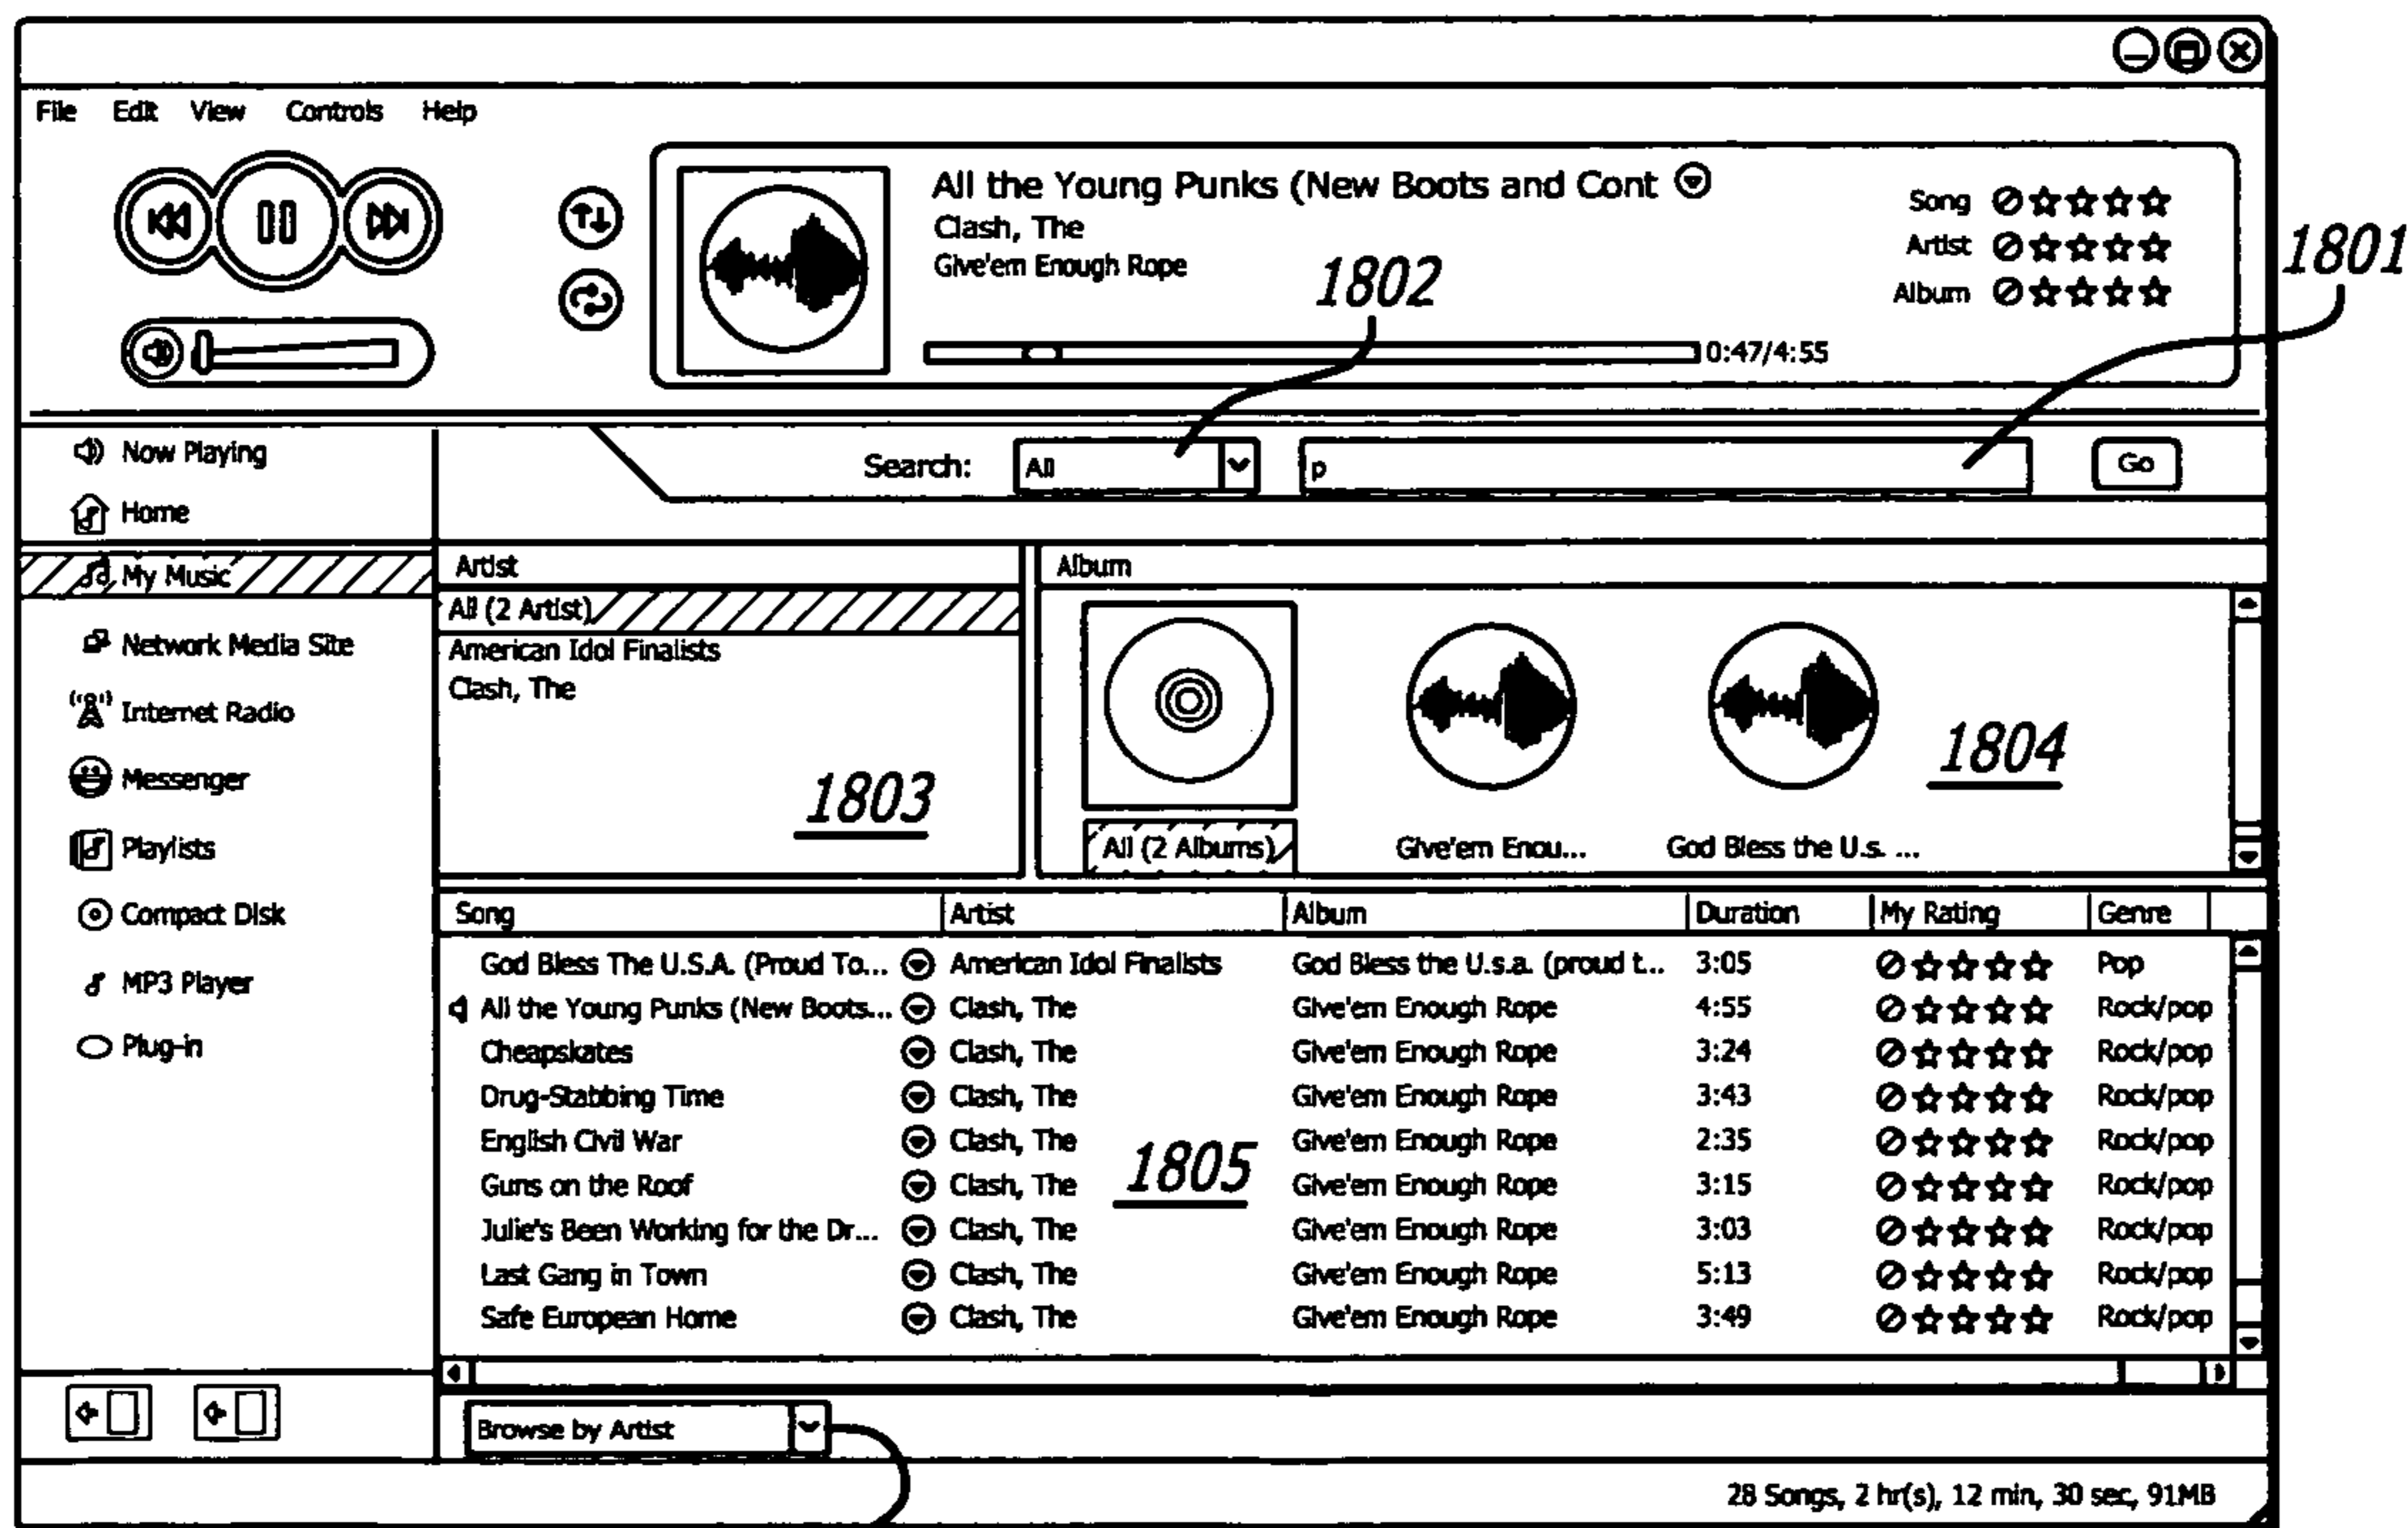 File Edit View Controls Help
All the Young Punks (New Boots and Cont
Clash, The
Give'em Enough Rope
Song
Artist
Album
1801
1802
0:47/4:55
Now Playing
Home
Search: All p Go
My Music
Network Media Site
Internet Radio
Messenger
Playlists
Compact Disk
MP3 Player
Plug-in
Artist
All (2 Artist)
American Idol Finalists
Clash, The
1803
Album
1804
All (2 Albums) Give'em Enou... God Bless the U.s. ...
Song Artist Album Duration My Rating Genre
God Bless The U.S.A. (Proud To... American Idol Finalists God Bless the U.s.a. (proud t... 3:05 Pop
All the Young Punks (New Boots... Clash, The Give'em Enough Rope 4:55 Rock/pop
Cheapskates Clash, The Give'em Enough Rope 3:24 Rock/pop
Drug-Stabbing Time Clash, The Give'em Enough Rope 3:43 Rock/pop
English Civil War Clash, The Give'em Enough Rope 2:35 Rock/pop
Guns on the Roof Clash, The Give'em Enough Rope 3:15 Rock/pop
1805
Julie's Been Working for the Dr... Clash, The Give'em Enough Rope 3:03 Rock/pop
Last Gang in Town Clash, The Give'em Enough Rope 5:13 Rock/pop
Safe European Home Clash, The Give'em Enough Rope 3:49 Rock/pop
Browse by Artist
28 Songs, 2 hr(s), 12 min, 30 sec, 91MB